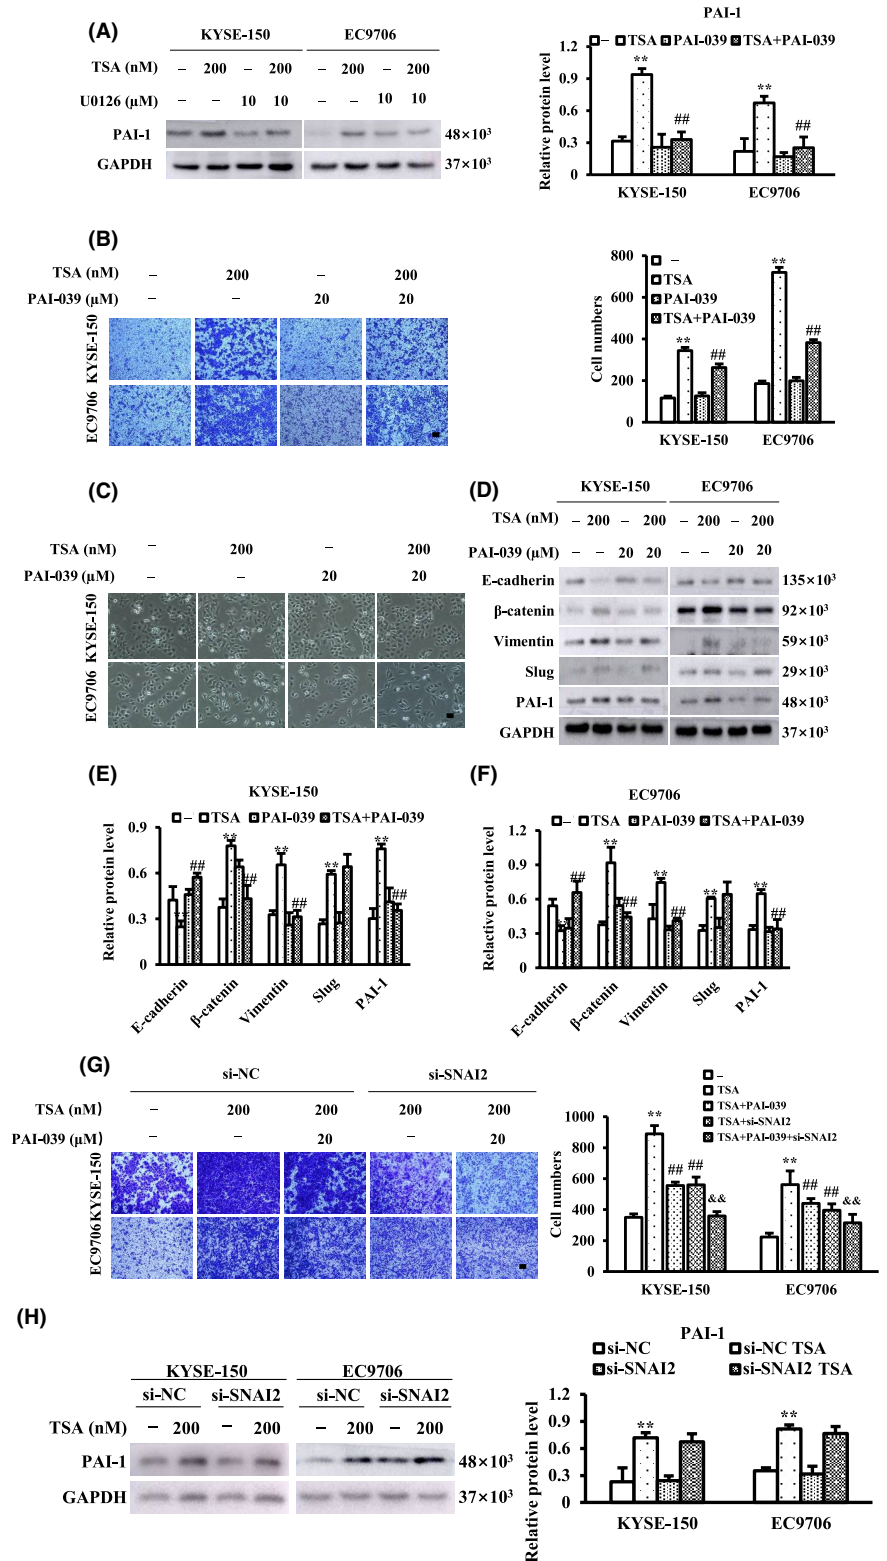 (A)
KYSE-150 EC9706
TSA (nM) – 200 – 200 – 200 – 200
U0126 (μM) – – 10 10 – – 10 10
PAI-1 48×10³
GAPDH 37×10³
PAI-1
– TSA PAI-039 TSA+PAI-039
Relative protein level
1.2
0.9
0.3
0
** ## ** ##
KYSE-150 EC9706
(B)
TSA (nM) – 200 – 200
PAI-039 (μM) – – 20 20
KYSE-150
EC9706
–
TSA
PAI-039
TSA+PAI-039
Cell numbers
800
600
400
200
0
** ## ** ##
KYSE-150 EC9706
(C)
TSA (nM) – 200 – 200
PAI-039 (μM) – – 20 20
KYSE-150
EC9706
(D)
KYSE-150 EC9706
TSA (nM) – 200 – 200 – 200 – 200
PAI-039 (μM) – – 20 20 – – 20 20
E-cadherin 135×10³
β-catenin 92×10³
Vimentin 59×10³
Slug 29×10³
PAI-1 48×10³
GAPDH 37×10³
(E)
KYSE-150
– TSA PAI-039 TSA+PAI-039
Relative protein level
0.9
0.6
0.3
0
** ## ** ## ** ## ** ** ##
E-cadherin β-catenin Vimentin Slug PAI-1
(F)
EC9706
– TSA PAI-039 TSA+PAI-039
Relactive protein level
1.2
0.9
0.6
0.3
0
## ** ## ** ## ** ** ##
E-cadherin β-catenin Vimentin Slug PAI-1
(G)
si-NC si-SNAI2
TSA (nM) – 200 200 200 200
PAI-039 (μM) – – 20 – 20
KYSE-150
EC9706
–
TSA
TSA+PAI-039
TSA+si-SNAI2
TSA+PAI-039+si-SNAI2
Cell numbers
1000
800
600
400
200
0
** ## ## && ** ## ## &&
KYSE-150 EC9706
(H)
KYSE-150 EC9706
si-NC si-SNAI2 si-NC si-SNAI2
TSA (nM) – 200 – 200 – 200 – 200
PAI-1 48×10³
GAPDH 37×10³
PAI-1
si-NC si-NC TSA
si-SNAI2 si-SNAI2 TSA
Relative protein level
1.2
0.9
0.6
0.3
0
** **
KYSE-150 EC9706